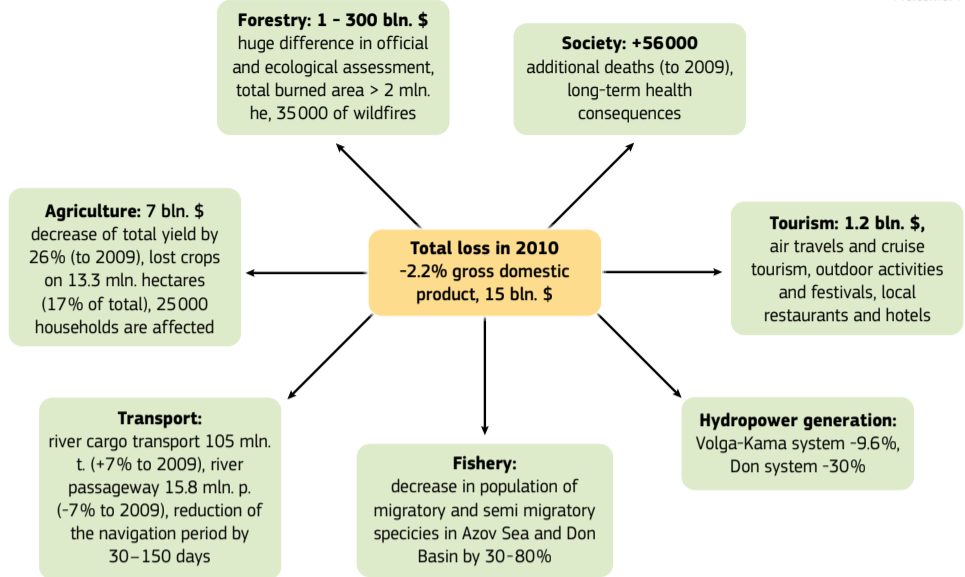 Forestry: 1 - 300 bln. $
huge difference in official
and ecological assessment,
total burned area > 2 mln.
he, 35000 of wildfires
Society: +56000
additional deaths (to 2009),
long-term health
consequences
Agriculture: 7 bln. $
decrease of total yield by
26% (to 2009), lost crops
on 13.3 mln. hectares
(17% of total), 25000
households are affected
Total loss in 2010
-2.2% gross domestic
product, 15 bln. $
Tourism: 1.2 bln. $,
air travels and cruise
tourism, outdoor activities
and festivals, local
restaurants and hotels
Transport:
river cargo transport 105 mln.
t. (+7% to 2009), river
passageway 15.8 mln. p.
(-7% to 2009), reduction of
the navigation period by
30–150 days
Fishery:
decrease in population of
migratory and semi migratory
specicies in Azov Sea and Don
Basin by 30-80%
Hydropower generation:
Volga-Kama system -9.6%,
Don system -30%